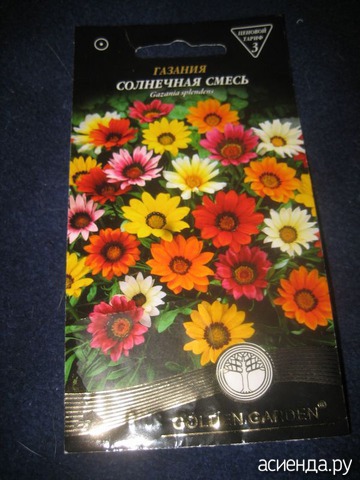 ЦЕНОВОЙ
ТАРИФ
3
ГАЗАНИЯ
СОЛНЕЧНАЯ СМЕСЬ
Gazania splendens
GOLDEN GARDEN
асиенда.ру